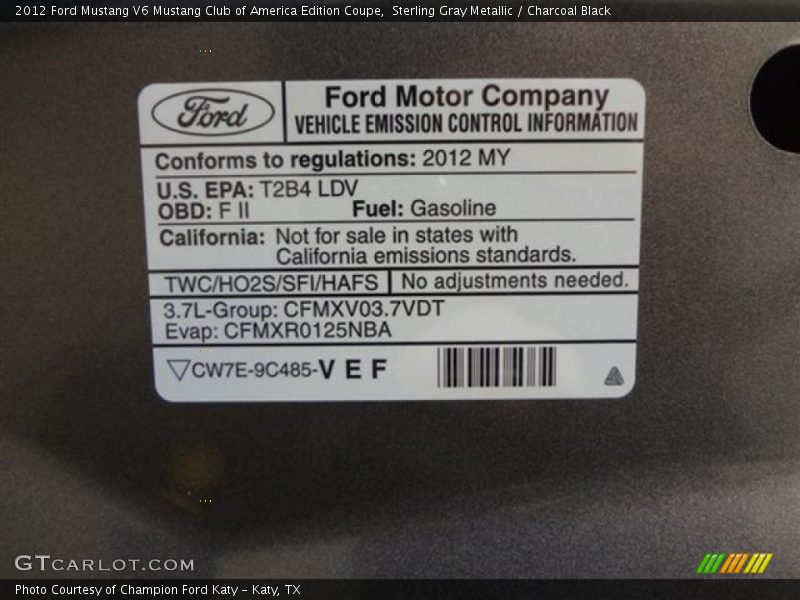 2012 Ford Mustang V6 Mustang Club of America Edition Coupe, Sterling Gray Metallic / Charcoal Black
Ford
Ford Motor Company
VEHICLE EMISSION CONTROL INFORMATION
Conforms to regulations: 2012 MY
U.S. EPA: T2B4 LDV
OBD: F II Fuel: Gasoline
California: Not for sale in states with
California emissions standards.
TWC/HO2S/SFI/HAFS No adjustments needed.
3.7L-Group: CFMXV03.7VDT
Evap: CFMXR0125NBA
CW7E-9C485-V E F
GTCARLOT.COM
Photo Courtesy of Champion Ford Katy - Katy, TX